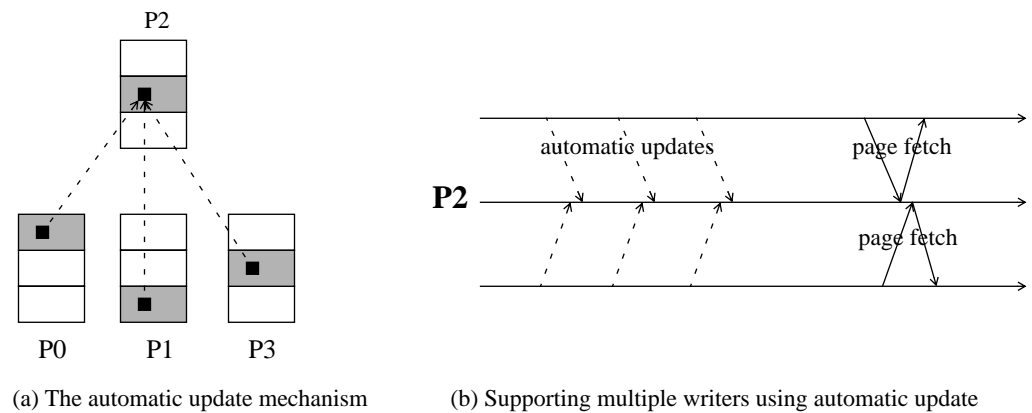 P2
P0
P1
P3
(a) The automatic update mechanism
automatic updates
page fetch
P2
page fetch
(b) Supporting multiple writers using automatic update